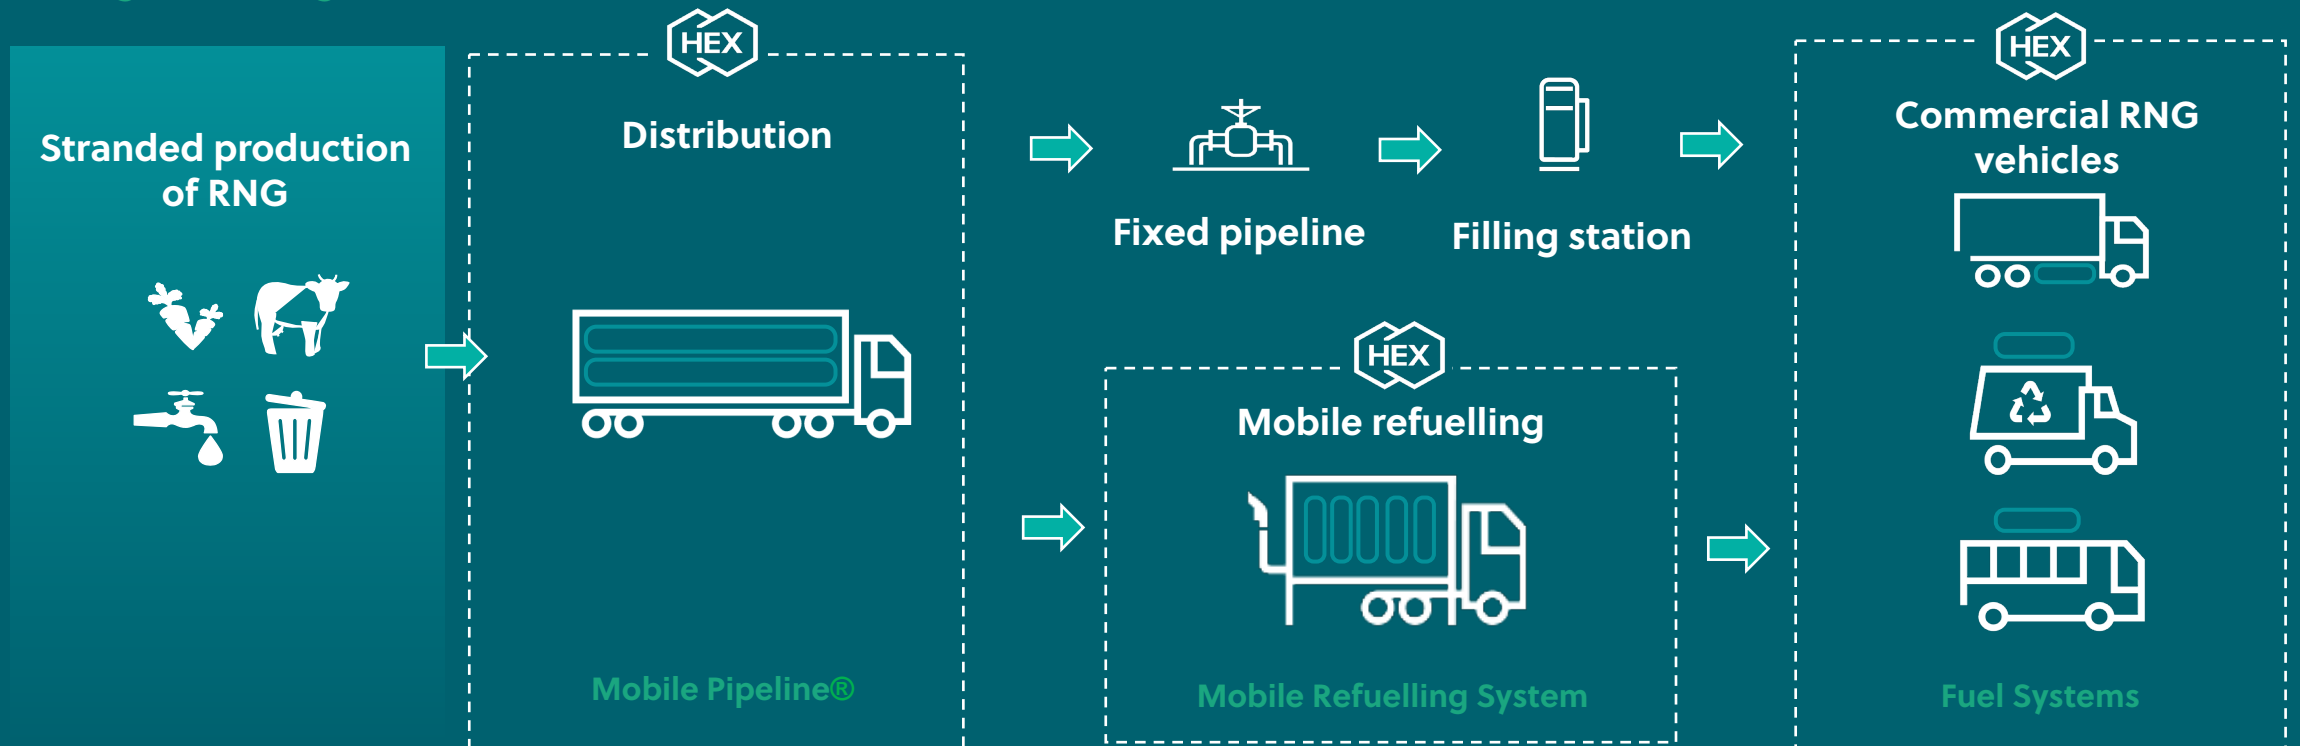 Stranded production
of RNG
HEX
Distribution
Mobile Pipeline®
Fixed pipeline
Filling station
HEX
Mobile refuelling
Mobile Refuelling System
HEX
Commercial RNG
vehicles
Fuel Systems